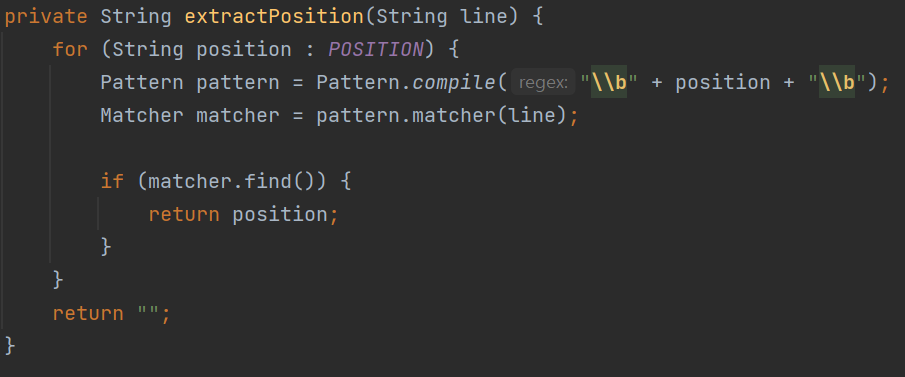 private String extractPosition(String line) {
    for (String position : POSITION) {
        Pattern pattern = Pattern.compile( regex: "\\b" + position + "\\b");
        Matcher matcher = pattern.matcher(line);

        if (matcher.find()) {
            return position;
        }
    }
    return "";
}